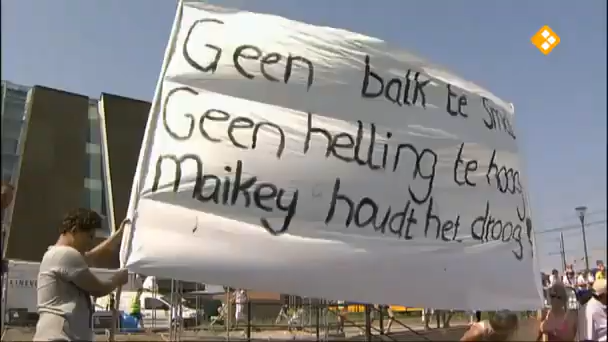 Geen balk te smal
Geen helling te hoog
Maikey houdt het droog!